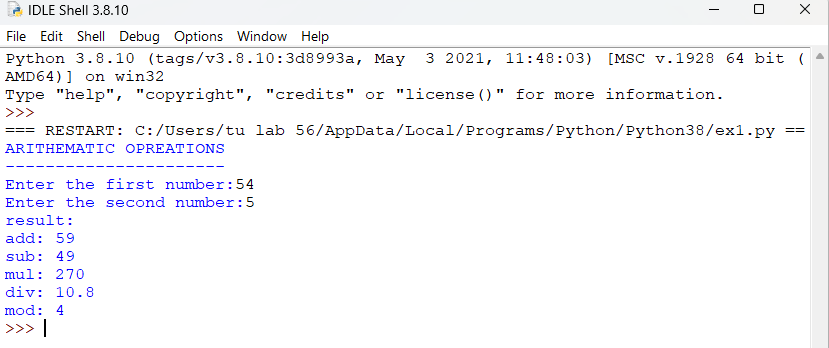 IDLE Shell 3.8.10
File Edit Shell Debug Options Window Help
Python 3.8.10 (tags/v3.8.10:3d8993a, May  3 2021, 11:48:03) [MSC v.1928 64 bit (
AMD64)] on win32
Type "help", "copyright", "credits" or "license()" for more information.
>>>
=== RESTART: C:/Users/tu lab 56/AppData/Local/Programs/Python/Python38/ex1.py ==
ARITHEMATIC OPREATIONS
----------------------
Enter the first number:54
Enter the second number:5
result:
add: 59
sub: 49
mul: 270
div: 10.8
mod: 4
>>>